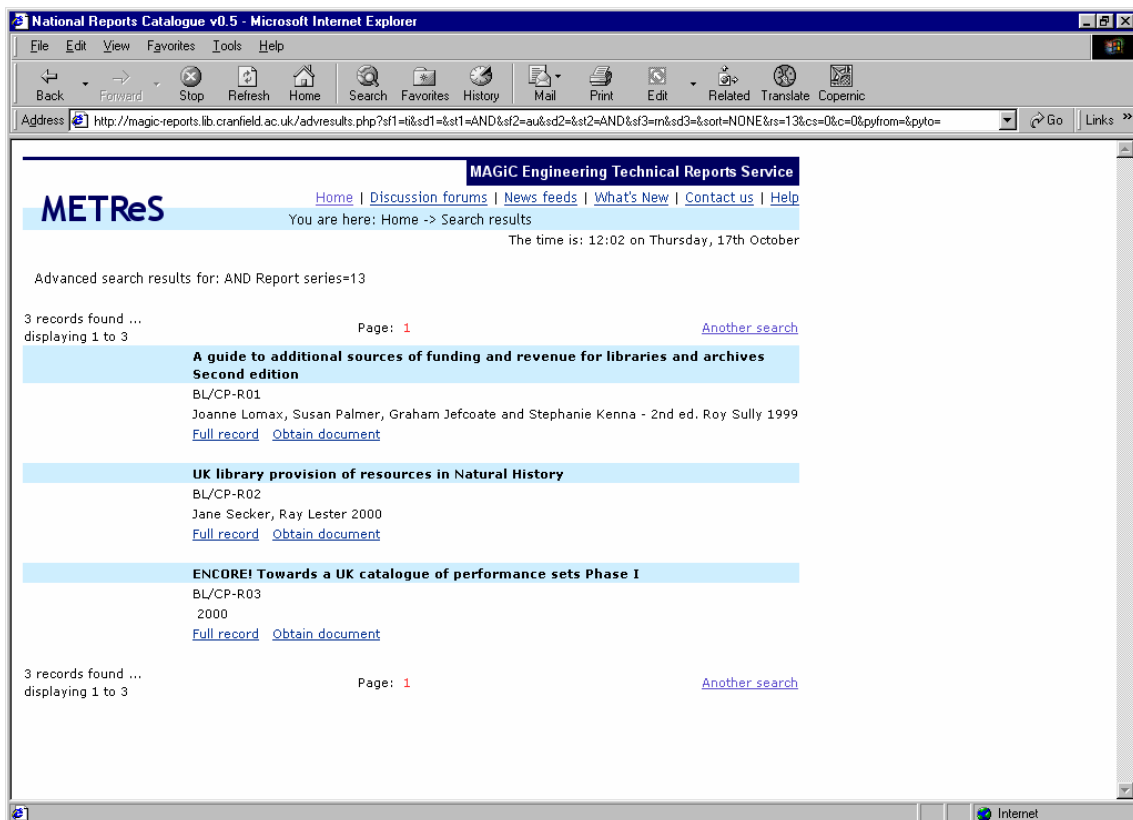 National Reports Catalogue v0.5 - Microsoft Internet Explorer
File Edit View Favorites Tools Help
Back Forward Stop Refresh Home Search Favorites History Mail Print Edit Related Translate Copernic
Address http://magic-reports.lib.cranfield.ac.uk/advresults.php?sf1=ti&sd1=&st1=AND&sf2=au&sd2=&st2=AND&sf3=rn&sd3=&sort=NONE&rs=13&cs=0&c=0&pyfrom=&pyto= Go Links »
MAGiC Engineering Technical Reports Service
METReS
Home | Discussion forums | News feeds | What's New | Contact us | Help
You are here: Home -> Search results
The time is: 12:02 on Thursday, 17th October
Advanced search results for: AND Report series=13
3 records found ...
displaying 1 to 3
Page: 1
Another search
A guide to additional sources of funding and revenue for libraries and archives
Second edition
BL/CP-R01
Joanne Lomax, Susan Palmer, Graham Jefcoate and Stephanie Kenna - 2nd ed. Roy Sully 1999
Full record Obtain document
UK library provision of resources in Natural History
BL/CP-R02
Jane Secker, Ray Lester 2000
Full record Obtain document
ENCORE! Towards a UK catalogue of performance sets Phase I
BL/CP-R03
2000
Full record Obtain document
3 records found ...
displaying 1 to 3
Page: 1
Another search
Internet